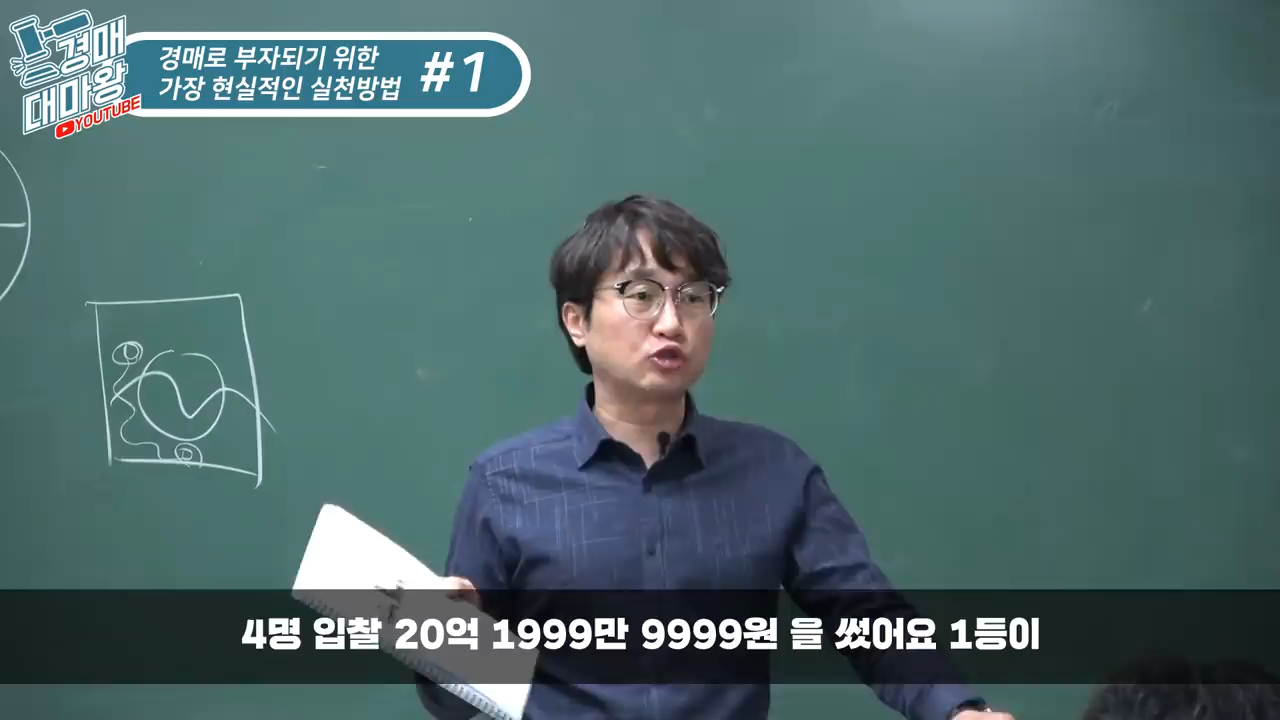 경매
대마왕
YOUTUBE
경매로 부자되기 위한
가장 현실적인 실천방법
#1
4명 입찰 20억 1999만 9999원 을 썼어요 1등이